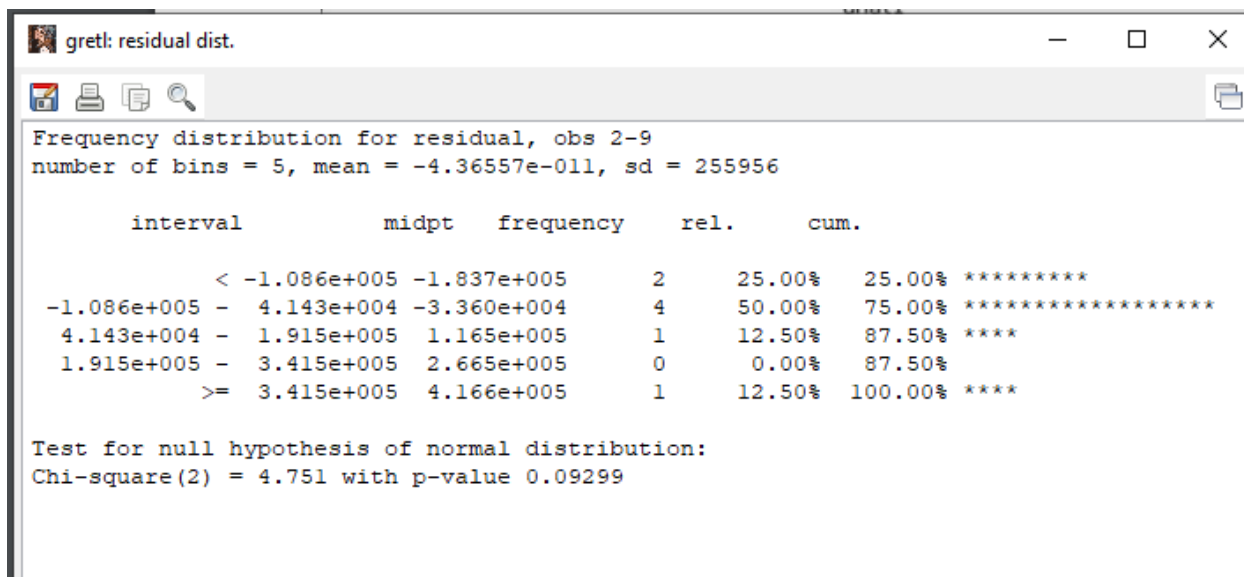 gretl: residual dist.
Frequency distribution for residual, obs 2-9
number of bins = 5, mean = -4.36557e-011, sd = 255956
interval midpt frequency rel. cum.
< -1.086e+005 -1.837e+005 2 25.00% 25.00% *********
-1.086e+005 - 4.143e+004 -3.360e+004 4 50.00% 75.00% ******************
4.143e+004 - 1.915e+005 1.165e+005 1 12.50% 87.50% ****
1.915e+005 - 3.415e+005 2.665e+005 0 0.00% 87.50%
>= 3.415e+005 4.166e+005 1 12.50% 100.00% ****
Test for null hypothesis of normal distribution:
Chi-square(2) = 4.751 with p-value 0.09299